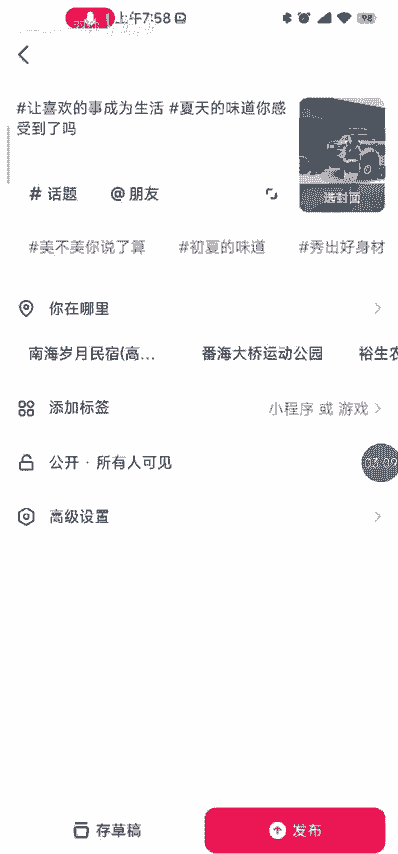 上午7:58
98
#让喜欢的事成为生活 #夏天的味道你感
受到了吗
选封面
# 话题 @ 朋友
#美不美你说了算 #初夏的味道 #秀出好身材
你在哪里
南海岁月民宿(高... 番海大桥运动公园 裕生农
添加标签 小程序 或 游戏
公开 · 所有人可见
03:09
高级设置
存草稿 发布